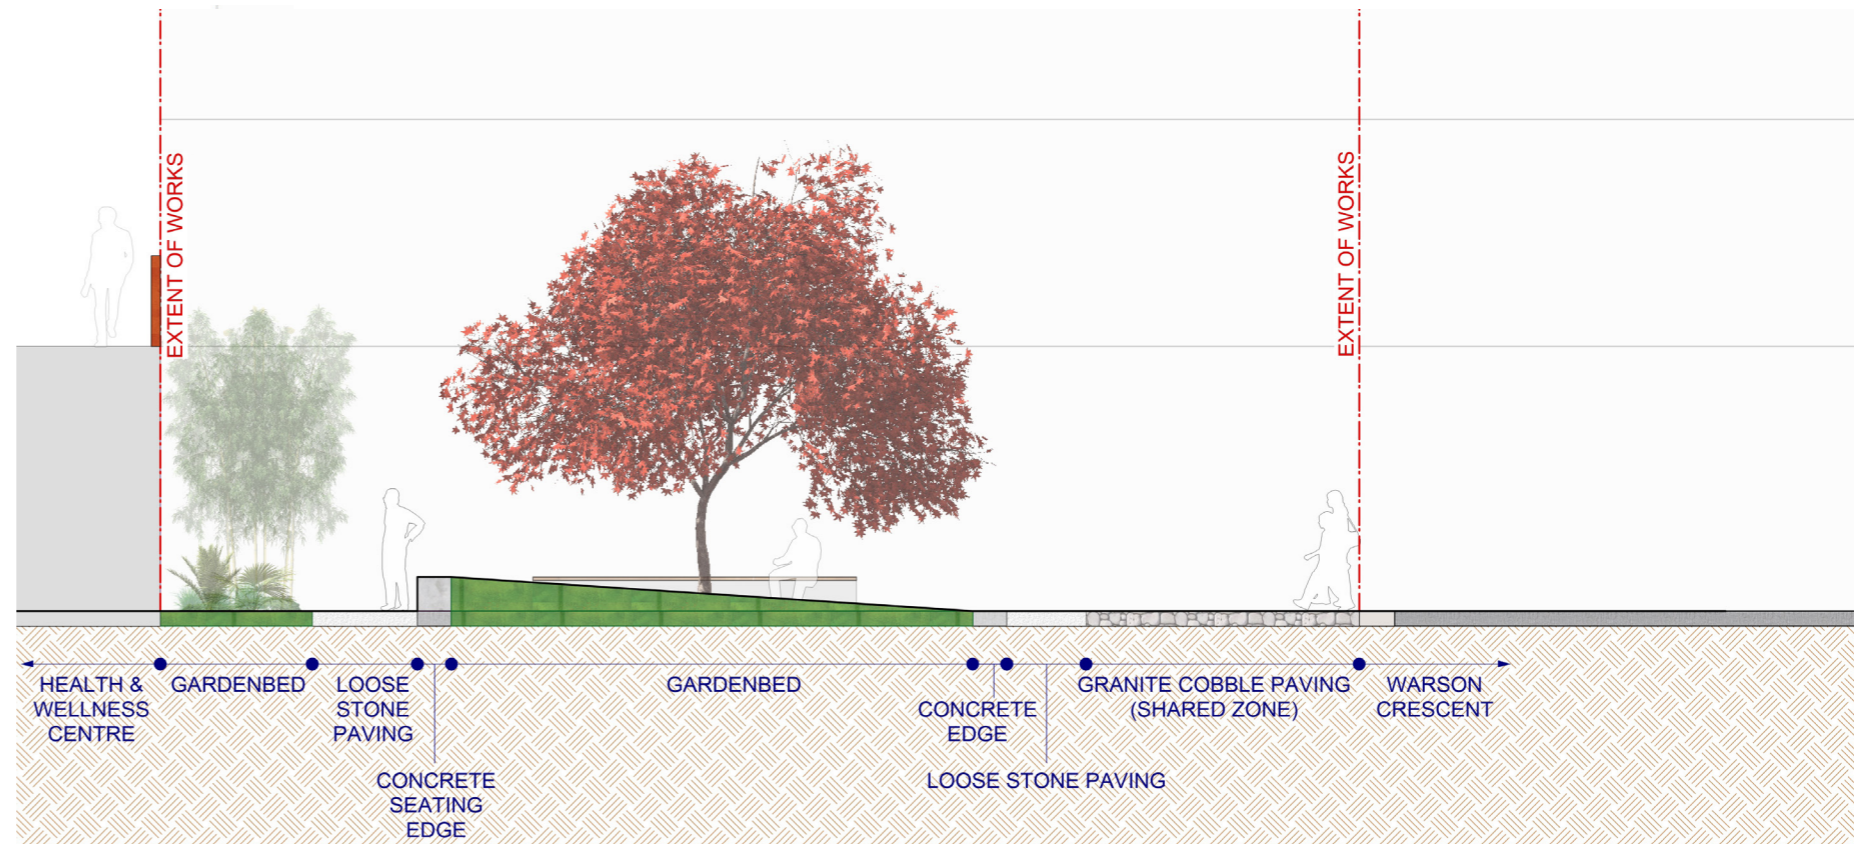 EXTENT OF WORKS
EXTENT OF WORKS
HEALTH &
WELLNESS
CENTRE
GARDENBED
LOOSE
STONE
PAVING
CONCRETE
SEATING
EDGE
GARDENBED
CONCRETE
EDGE
LOOSE STONE PAVING
GRANITE COBBLE PAVING
(SHARED ZONE)
WARSON
CRESCENT